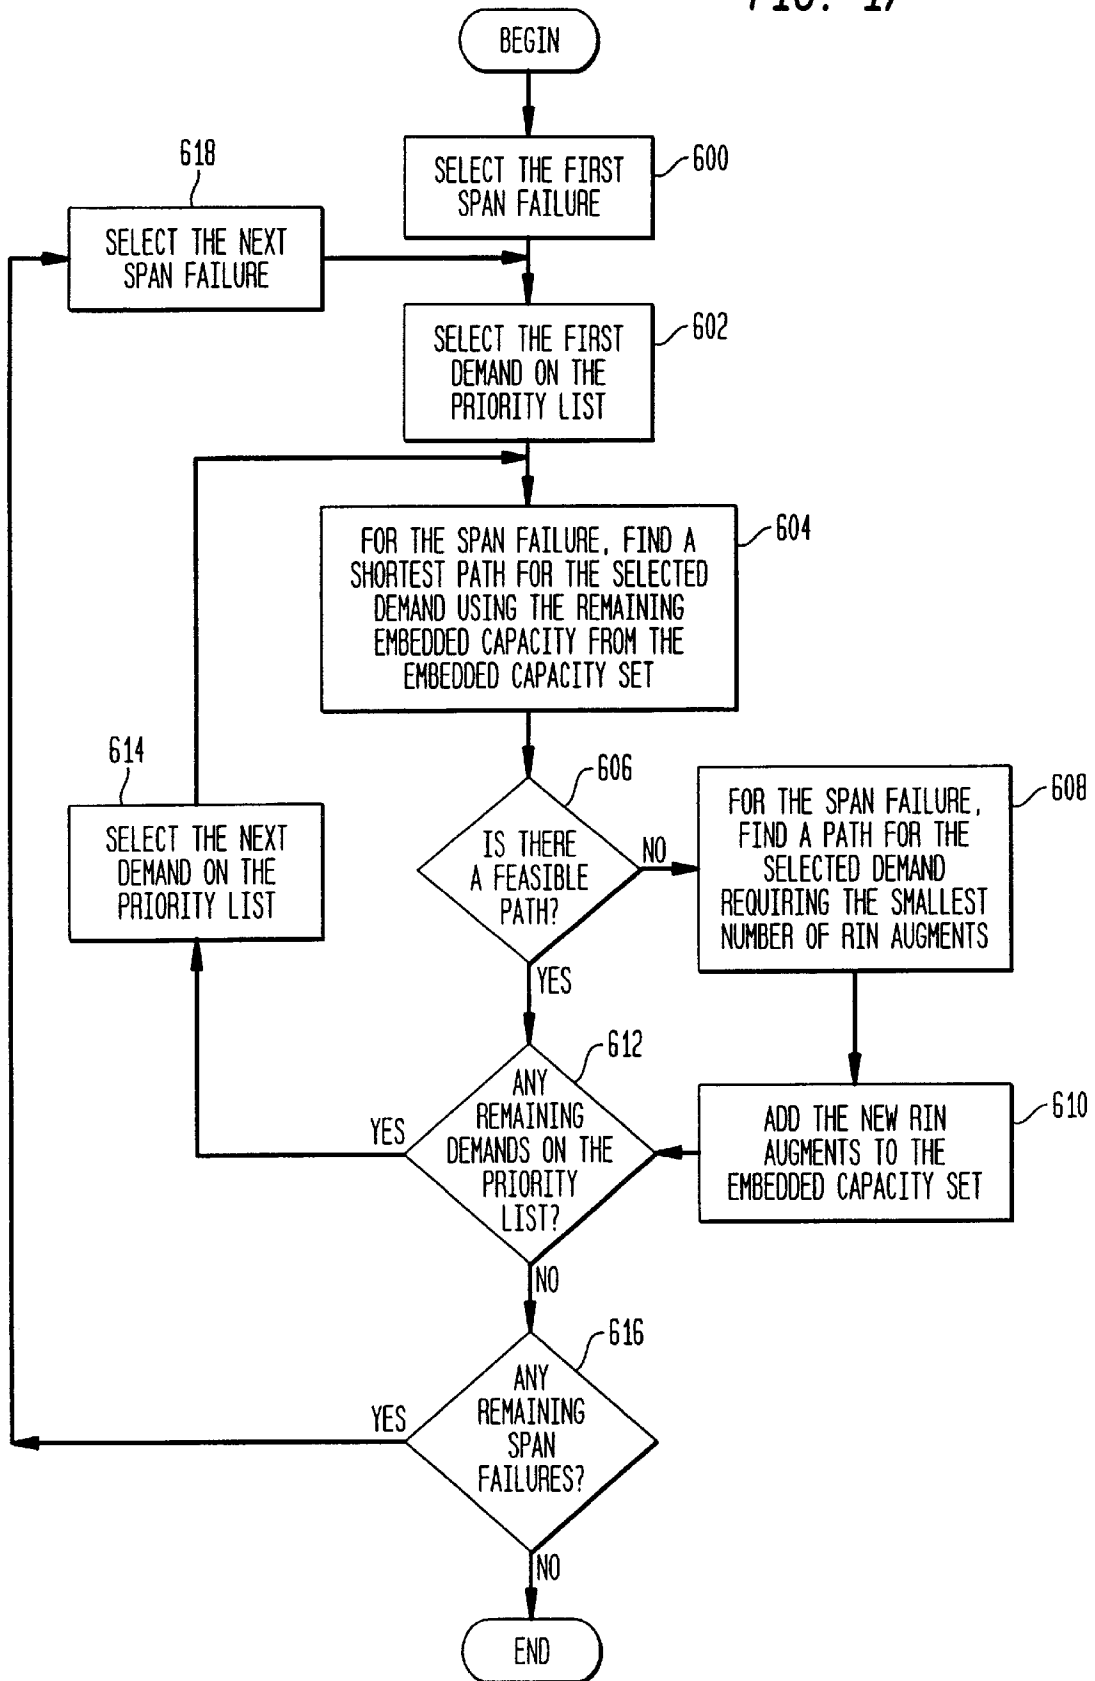 FIG. 17
BEGIN
618
600
SELECT THE FIRST
SPAN FAILURE
SELECT THE NEXT
SPAN FAILURE
602
SELECT THE FIRST
DEMAND ON THE
PRIORITY LIST
604
FOR THE SPAN FAILURE, FIND A
SHORTEST PATH FOR THE SELECTED
DEMAND USING THE REMAINING
EMBEDDED CAPACITY FROM THE
EMBEDDED CAPACITY SET
614
SELECT THE NEXT
DEMAND ON THE
PRIORITY LIST
606
IS THERE
A FEASIBLE
PATH?
NO
YES
608
FOR THE SPAN FAILURE,
FIND A PATH FOR THE
SELECTED DEMAND
REQUIRING THE SMALLEST
NUMBER OF RIN AUGMENTS
612
ANY
REMAINING
DEMANDS ON THE
PRIORITY
LIST?
YES
NO
610
ADD THE NEW RIN
AUGMENTS TO THE
EMBEDDED CAPACITY SET
616
ANY
REMAINING
SPAN
FAILURES?
YES
NO
END